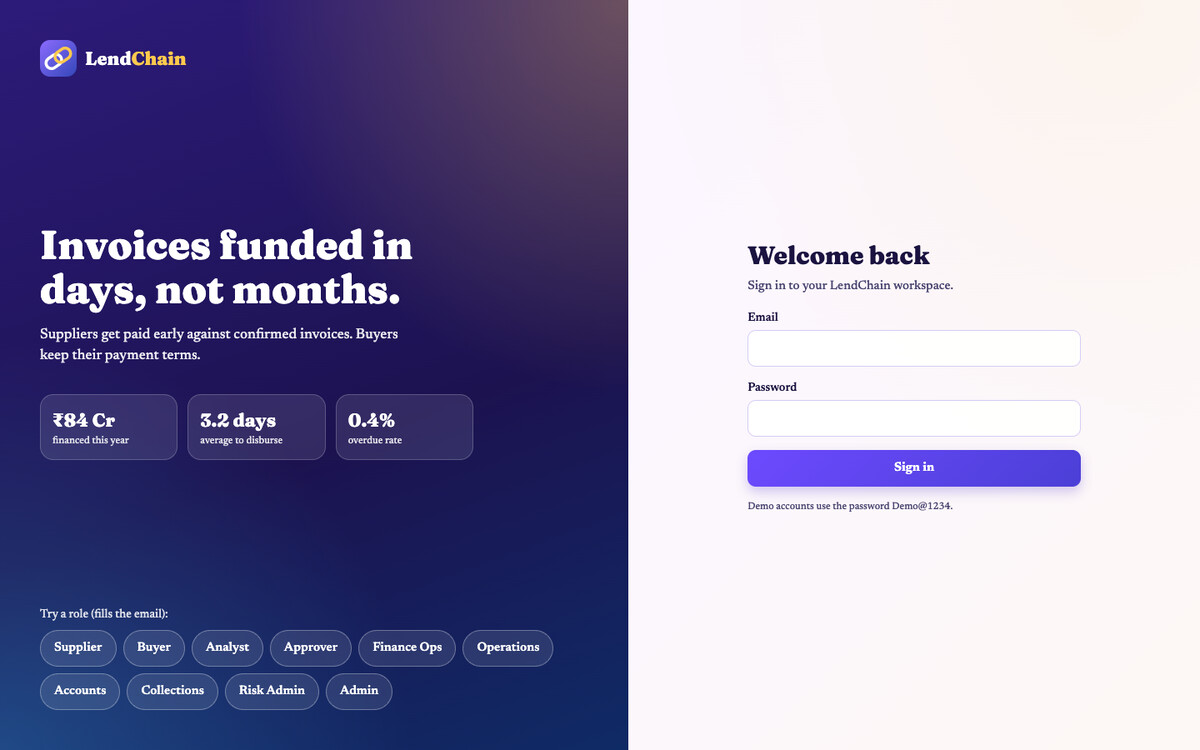 LendChain
Invoices funded in
days, not months.
Suppliers get paid early against confirmed invoices. Buyers
keep their payment terms.
₹84 Cr
financed this year
3.2 days
average to disburse
0.4%
overdue rate
Try a role (fills the email):
Supplier Buyer Analyst Approver Finance Ops Operations
Accounts Collections Risk Admin Admin
Welcome back
Sign in to your LendChain workspace.
Email
Password
Sign in
Demo accounts use the password Demo@1234.